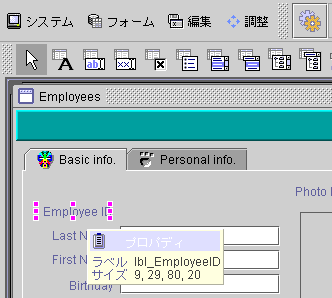 システム フォーム 編集 調整
A ab xx
Employees
Basic info. Personal info.
Photo
Employee ID
Last N
プロパティ
ラベル lbl_EmployeeID
First N
サイズ 9, 29, 80, 20
Birthday